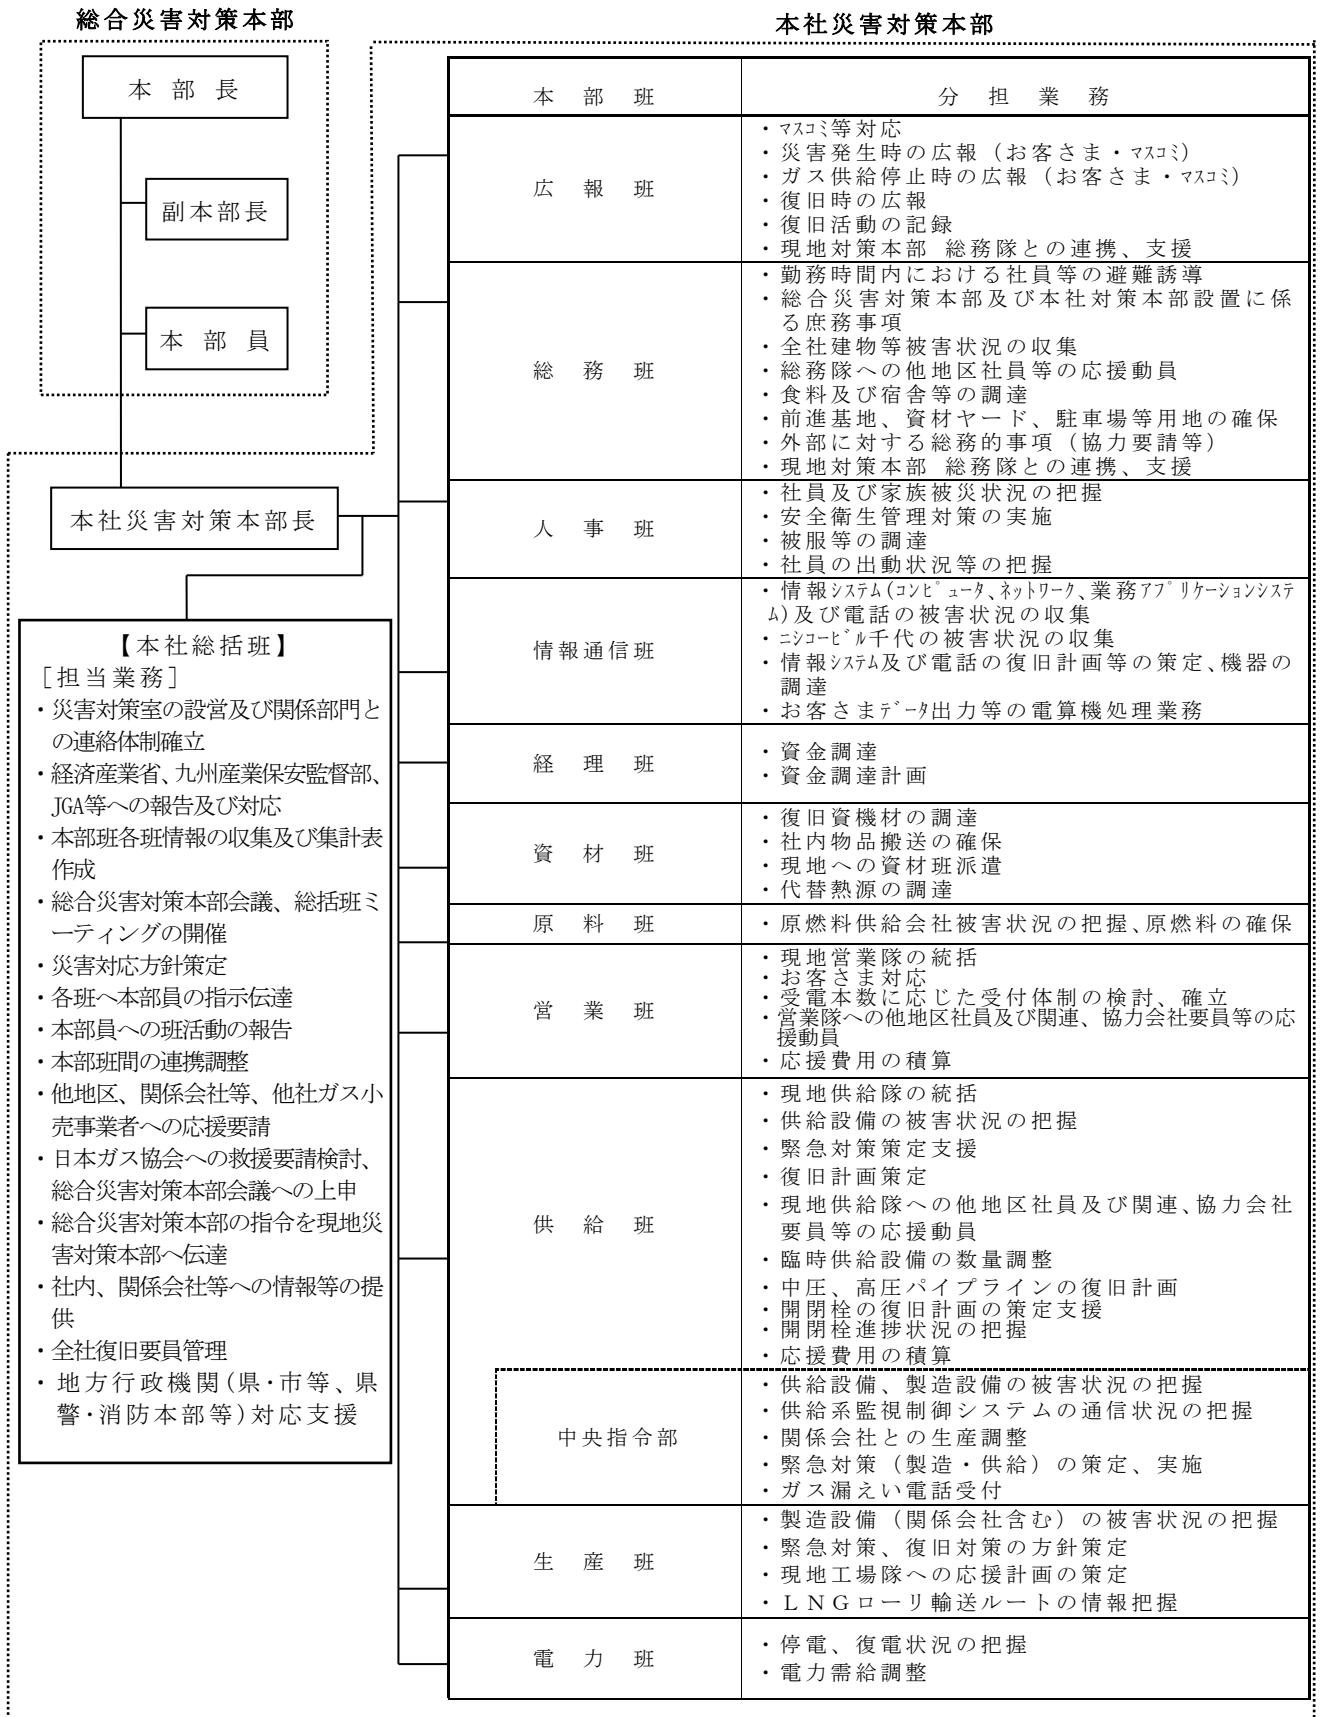 総合災害対策本部
本部長
副本部長
本部員
本社災害対策本部長
【本社総括班】
［担当業務］
・災害対策室の設営及び関係部門と
の連絡体制確立
・経済産業省、九州産業保安監督部、
JGA等への報告及び対応
・本部班各班情報の収集及び集計表
作成
・総合災害対策本部会議、総括班ミ
ーティングの開催
・災害対応方針策定
・各班へ本部員の指示伝達
・本部員への班活動の報告
・本部班間の連携調整
・他地区、関係会社等、他社ガス小
売事業者への応援要請
・日本ガス協会への救援要請検討、
総合災害対策本部会議への上申
・総合災害対策本部の指令を現地災
害対策本部へ伝達
・社内、関係会社等への情報等の提
供
・全社復旧要員管理
・地方行政機関(県・市等、県
警・消防本部等)対応支援
本社災害対策本部
本部班 分担業務
広報班
・ﾏｽｺﾐ等対応
・災害発生時の広報（お客さま・ﾏｽｺﾐ）
・ガス供給停止時の広報（お客さま・ﾏｽｺﾐ）
・復旧時の広報
・復旧活動の記録
・現地対策本部 総務隊との連携、支援
総務班
・勤務時間内における社員等の避難誘導
・総合災害対策本部及び本社対策本部設置に係
る庶務事項
・全社建物等被害状況の収集
・総務隊への他地区社員等の応援動員
・食料及び宿舎等の調達
・前進基地、資材ヤード、駐車場等用地の確保
・外部に対する総務的事項（協力要請等）
・現地対策本部 総務隊との連携、支援
人事班
・社員及び家族被災状況の把握
・安全衛生管理対策の実施
・被服等の調達
・社員の出動状況等の把握
情報通信班
・情報ｼｽﾃﾑ(ｺﾝﾋﾟｭｰﾀ、ﾈｯﾄﾜｰｸ、業務ｱﾌﾟﾘｹｰｼｮﾝｼｽﾃ
ﾑ)及び電話の被害状況の収集
・ﾆｼｺｰﾋﾞﾙ千代の被害状況の収集
・情報ｼｽﾃﾑ及び電話の復旧計画等の策定、機器の
調達
・お客さまﾃﾞｰﾀ出力等の電算機処理業務
経理班
・資金調達
・資金調達計画
資材班
・復旧資機材の調達
・社内物品搬送の確保
・現地への資材班派遣
・代替熱源の調達
原料班
・原燃料供給会社被害状況の把握、原燃料の確保
営業班
・現地営業隊の統括
・お客さま対応
・受電本数に応じた受付体制の検討、確立
・営業隊への他地区社員及び関連、協力会社要員等の応
援動員
・応援費用の積算
供給班
・現地供給隊の統括
・供給設備の被害状況の把握
・緊急対策策定支援
・復旧計画策定
・現地供給隊への他地区社員及び関連、協力会社
要員等の応援動員
・臨時供給設備の数量調整
・中圧、高圧パイプラインの復旧計画
・開閉栓の復旧計画の策定支援
・開閉栓進捗状況の把握
・応援費用の積算
中央指令部
・供給設備、製造設備の被害状況の把握
・供給系監視制御システムの通信状況の把握
・関係会社との生産調整
・緊急対策（製造・供給）の策定、実施
・ガス漏えい電話受付
生産班
・製造設備（関係会社含む）の被害状況の把握
・緊急対策、復旧対策の方針策定
・現地工場隊への応援計画の策定
・ＬＮＧローリ輸送ルートの情報把握
電力班
・停電、復電状況の把握
・電力需給調整